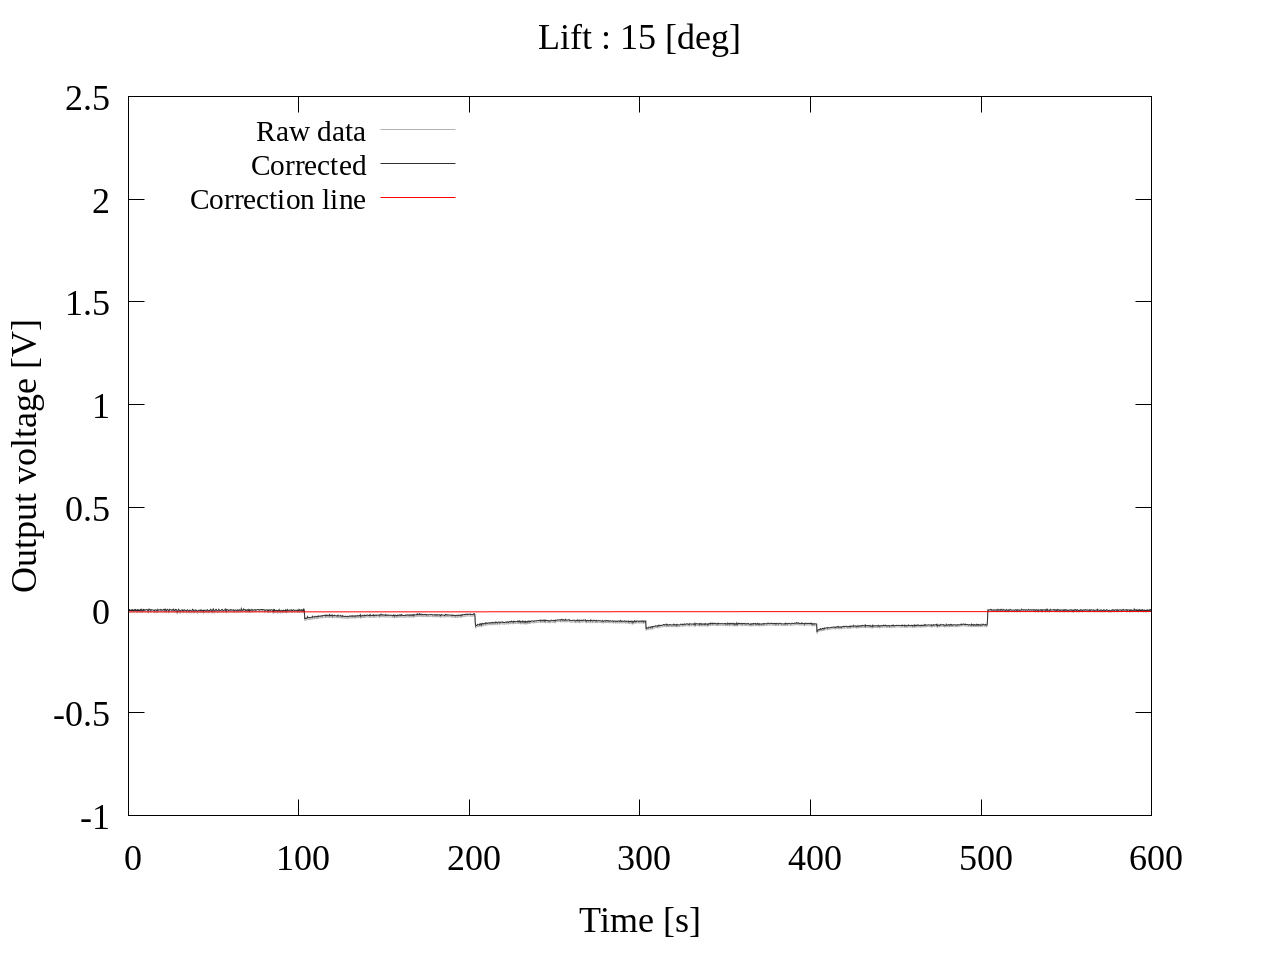 Lift : 15 [deg]
2.5
2
1.5
1
0.5
0
-0.5
-1
Raw data
Corrected
Correction line
Output voltage [V]
0 100 200 300 400 500 600
Time [s]